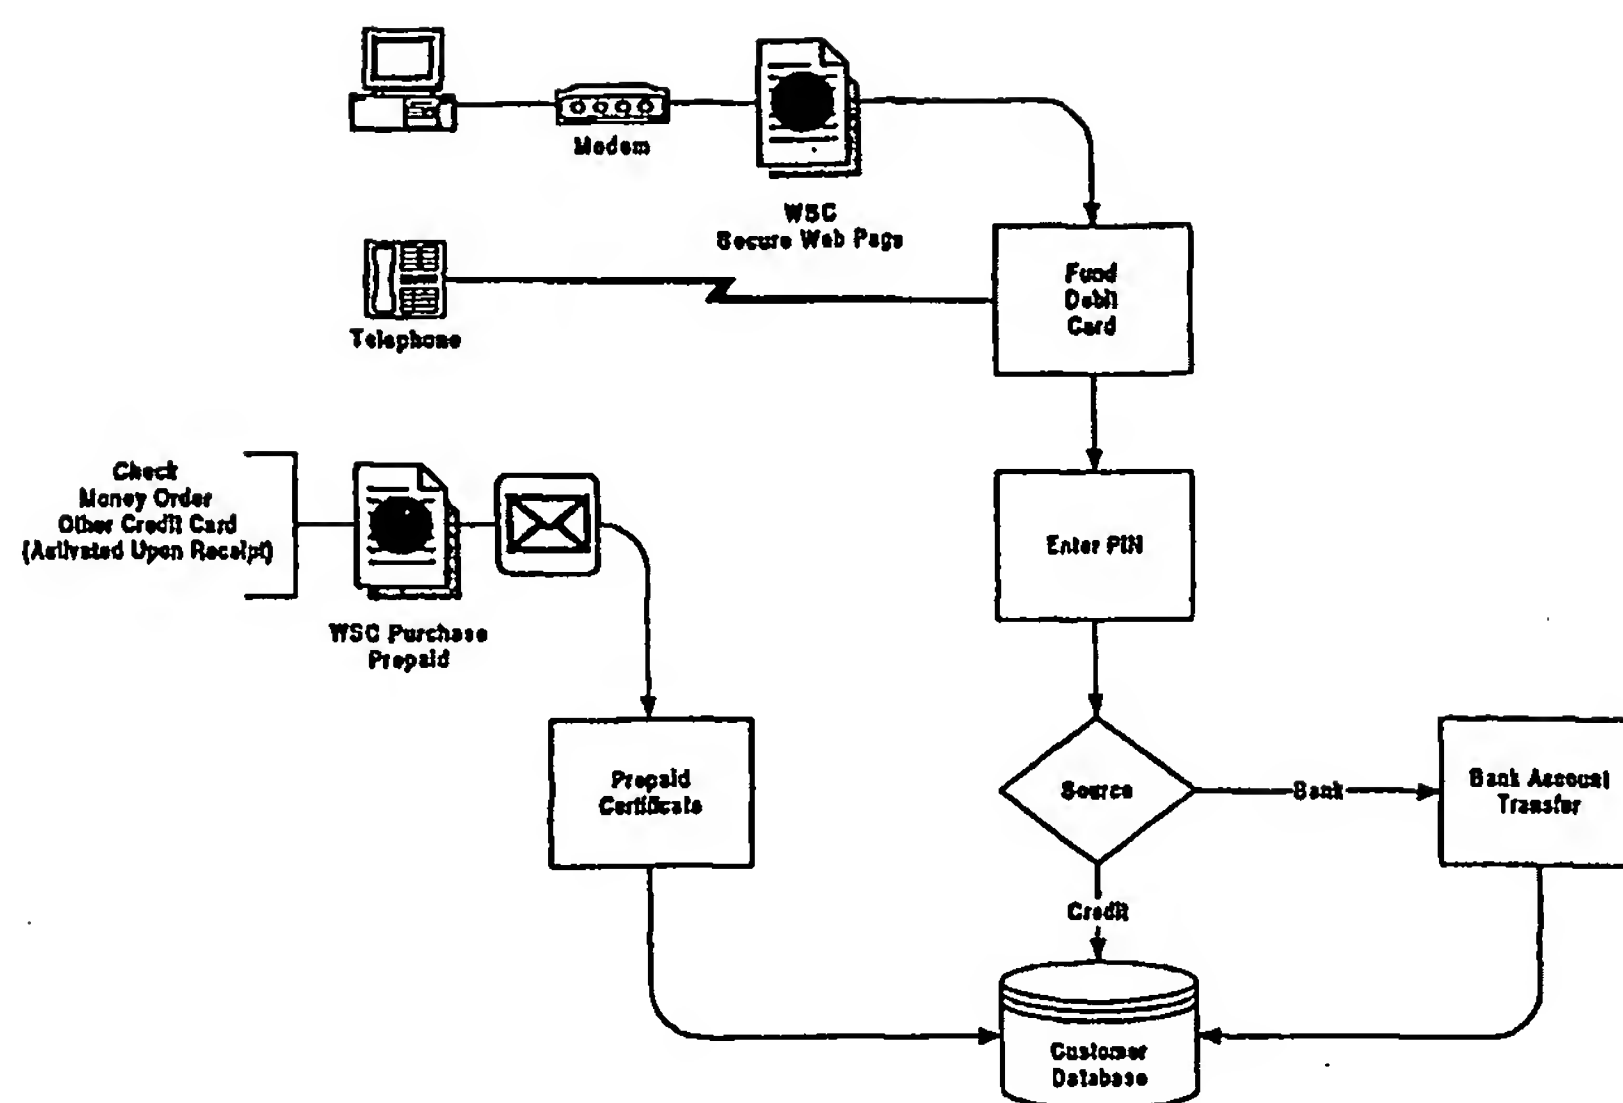 Modem
WSC
Secure Web Page
Fund
Debit
Card
Telephone
Check
Money Order
Other Credit Card
(Activated Upon Receipt)
Enter PIN
WSC Purchase
Prepaid
Prepaid
Certificate
Source
Bank
Bank Account
Transfer
Credit
Customer
Database